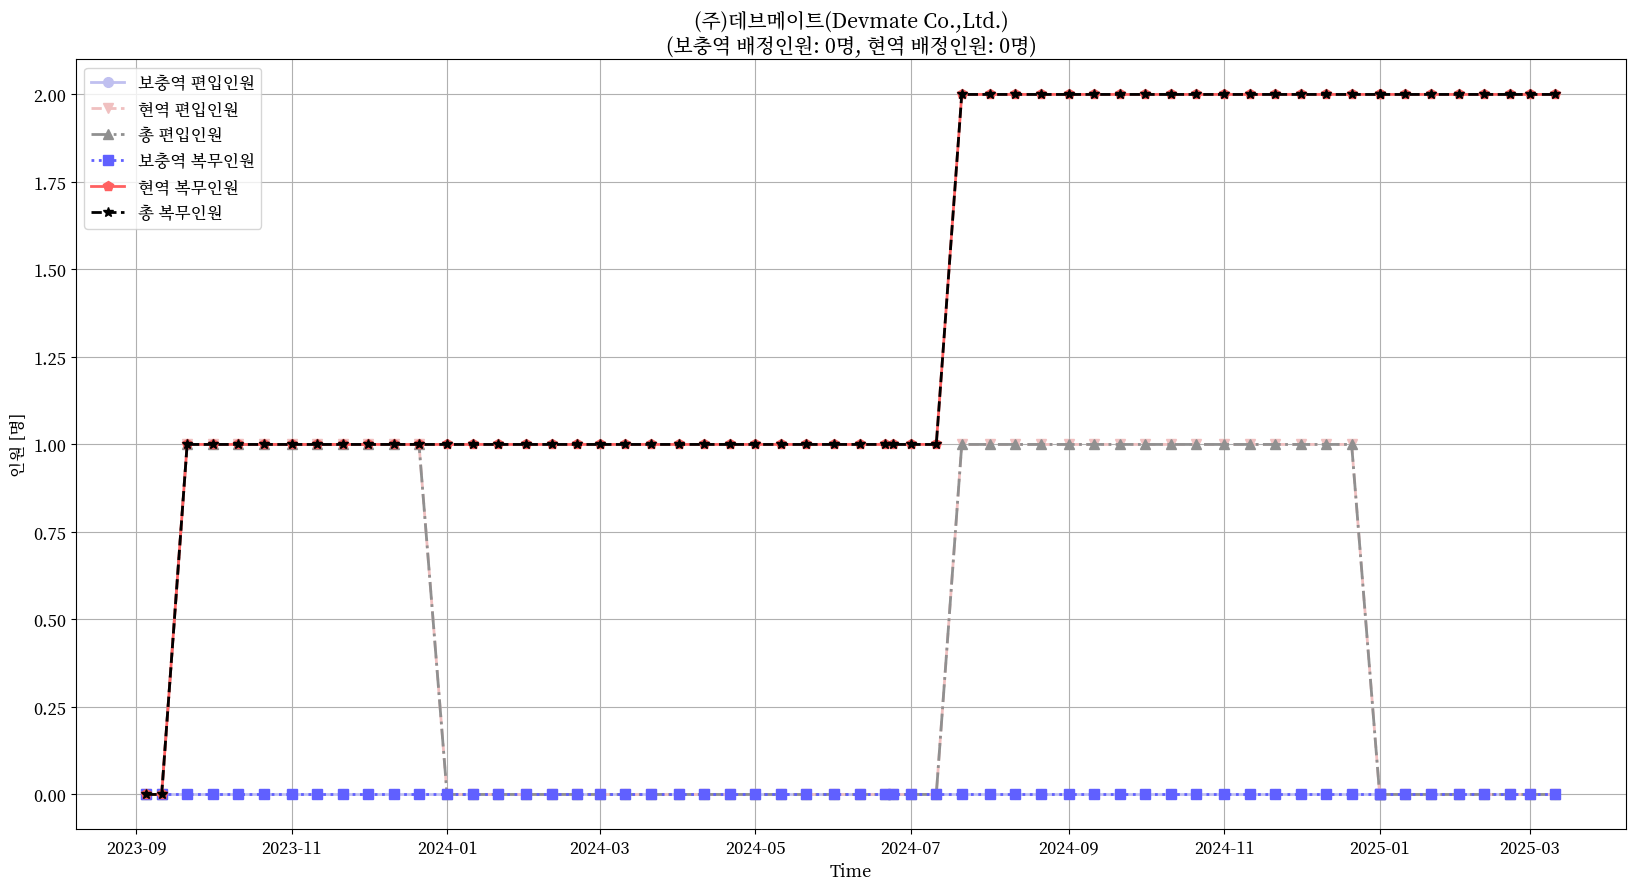 (주)데브메이트(Devmate Co.,Ltd.)
(보충역 배정인원: 0명, 현역 배정인원: 0명)
보충역 편입인원
현역 편입인원
총 편입인원
보충역 복무인원
현역 복무인원
총 복무인원
2.00
1.75
1.50
1.25
1.00
0.75
0.50
0.25
0.00
인원 [명]
2023-09
2023-11
2024-01
2024-03
2024-05
2024-07
2024-09
2024-11
2025-01
2025-03
Time